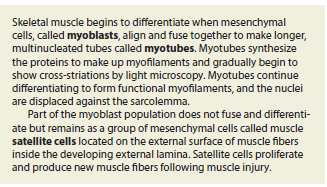 Skeletal muscle begins to differentiate when mesenchymal
cells, called myoblasts, align and fuse together to make longer,
multinucleated tubes called myotubes. Myotubes synthesize
the proteins to make up myofilaments and gradually begin to
show cross-striations by light microscopy. Myotubes continue
differentiating to form functional myofilaments, and the nuclei
are displaced against the sarcolemma.
Part of the myoblast population does not fuse and differenti-
ate but remains as a group of mesenchymal cells called muscle
satellite cells located on the external surface of muscle fibers
inside the developing external lamina. Satellite cells proliferate
and produce new muscle fibers following muscle injury.